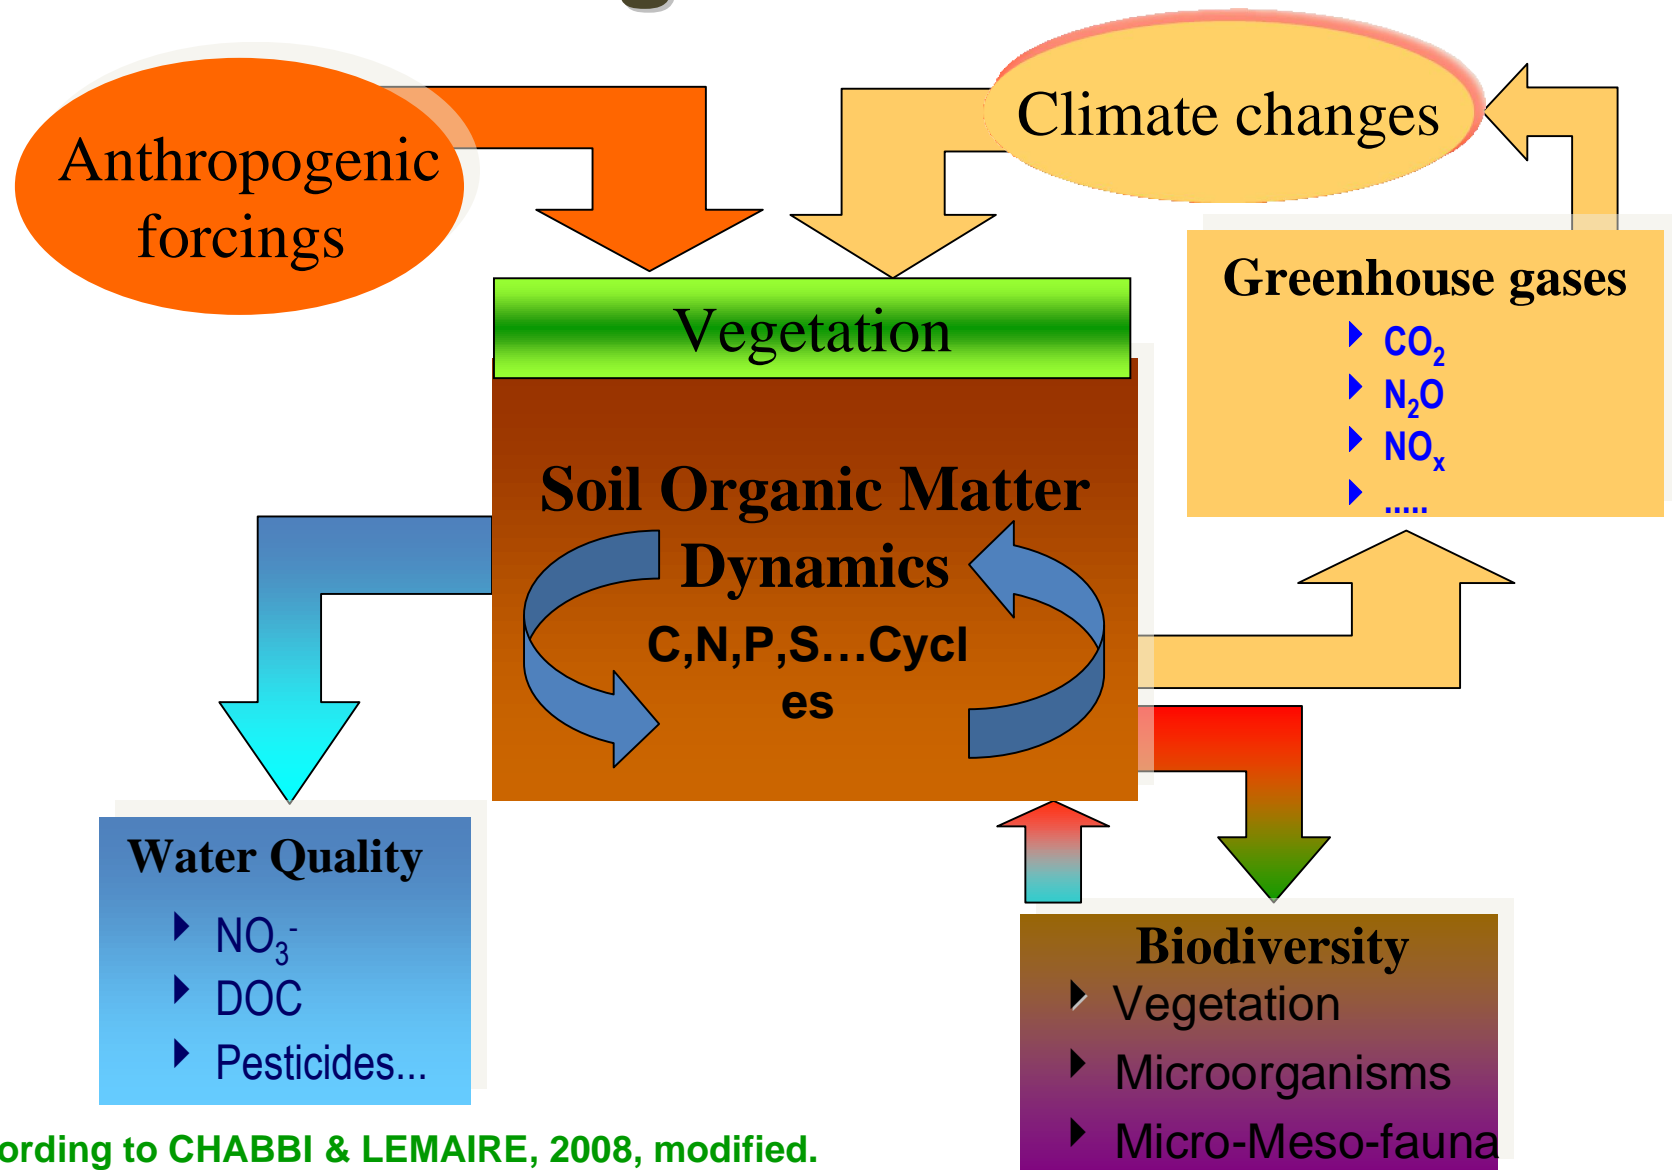 Anthropogenic
forcings
Climate changes
Vegetation
Greenhouse gases
CO₂
N₂O
NOₓ
.....
Soil Organic Matter
Dynamics
C,N,P,S...Cycl
es
Water Quality
NO₃⁻
DOC
Pesticides...
Biodiversity
Vegetation
Microorganisms
Micro-Meso-fauna
ording to CHABBI & LEMAIRE, 2008, modified.